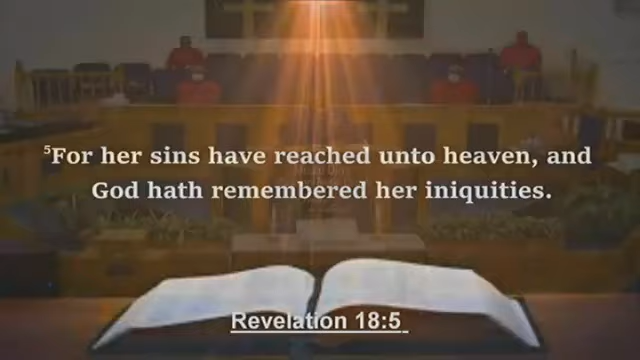 ⁵For her sins have reached unto heaven, and
God hath remembered her iniquities.
Revelation 18:5